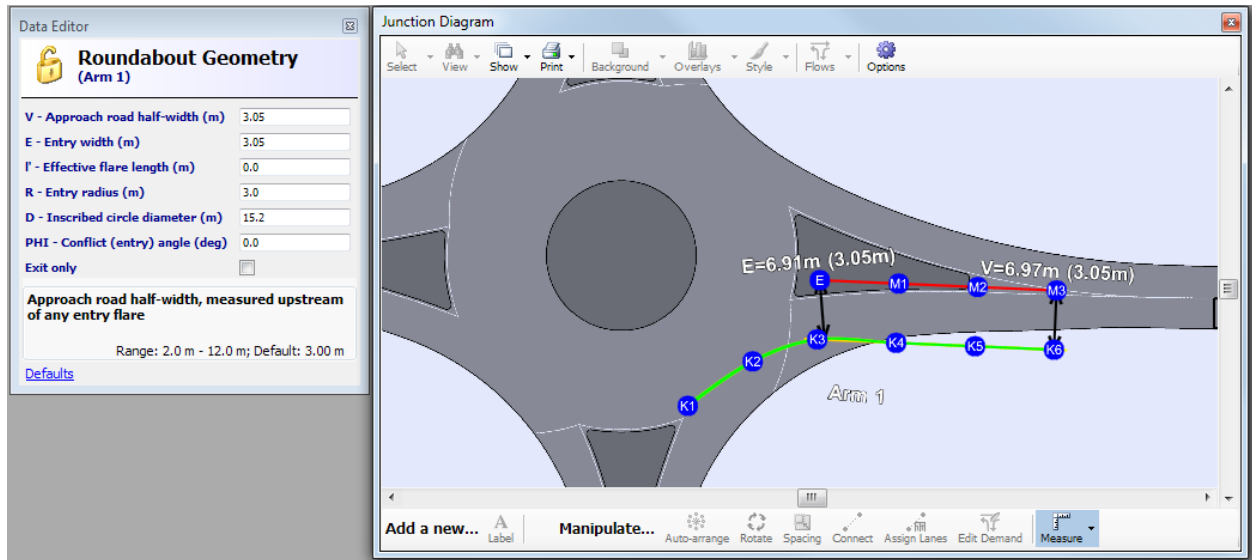 Data Editor
Roundabout Geometry
(Arm 1)
V - Approach road half-width (m) 3.05
E - Entry width (m) 3.05
l' - Effective flare length (m) 0.0
R - Entry radius (m) 3.0
D - Inscribed circle diameter (m) 15.2
PHI - Conflict (entry) angle (deg) 0.0
Exit only
Approach road half-width, measured upstream
of any entry flare
Range: 2.0 m - 12.0 m; Default: 3.00 m
Defaults
Junction Diagram
Select View Show Print Background Overlays Style Flows Options
E=6.91m (3.05m) V=6.97m (3.05m)
E M1 M2 M3
K3 K4 K5 K6
K2
K1
Arm 1
Add a new... Label Manipulate... Auto-arrange Rotate Spacing Connect Assign Lanes Edit Demand Measure